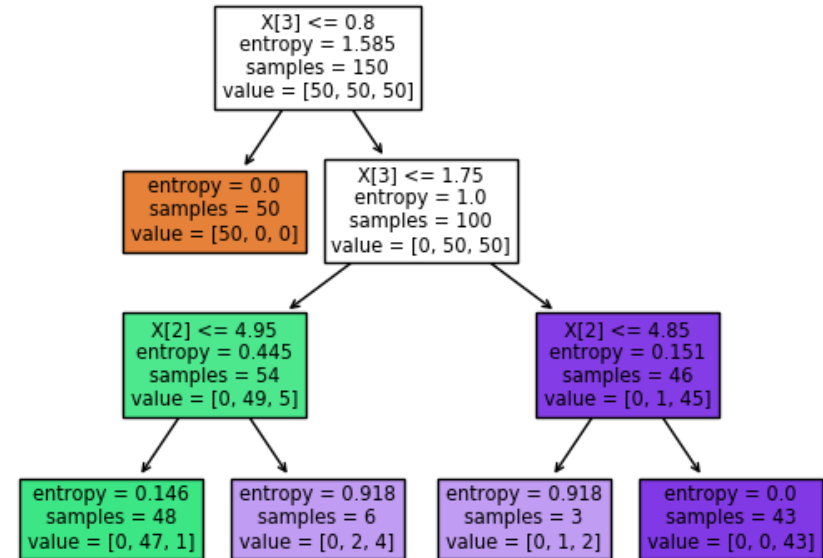 X[3] <= 0.8
entropy = 1.585
samples = 150
value = [50, 50, 50]
entropy = 0.0
samples = 50
value = [50, 0, 0]
X[3] <= 1.75
entropy = 1.0
samples = 100
value = [0, 50, 50]
X[2] <= 4.95
entropy = 0.445
samples = 54
value = [0, 49, 5]
X[2] <= 4.85
entropy = 0.151
samples = 46
value = [0, 1, 45]
entropy = 0.146
samples = 48
value = [0, 47, 1]
entropy = 0.918
samples = 6
value = [0, 2, 4]
entropy = 0.918
samples = 3
value = [0, 1, 2]
entropy = 0.0
samples = 43
value = [0, 0, 43]